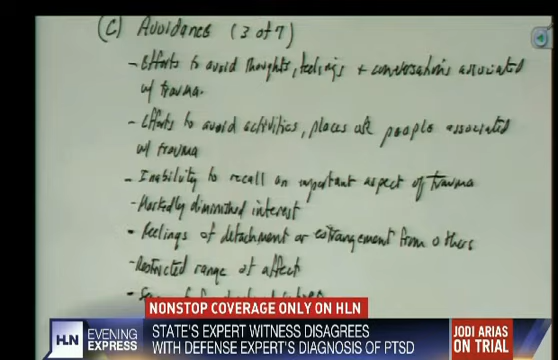 (C) Avoidance (3 of 7)
- Efforts to avoid thoughts, feelings + conversations associated
w/ trauma.
- Efforts to avoid activities, places people associated
w/ trauma
- Inability to recall an important aspect of trauma
- Markedly diminished interest
- Feelings of detachment or estrangement from others
- Restricted range of affect
NONSTOP COVERAGE ONLY ON HLN
HLN
EVENING
EXPRESS
STATE'S EXPERT WITNESS DISAGREES
WITH DEFENSE EXPERT'S DIAGNOSIS OF PTSD
JODI ARIAS
ON TRIAL